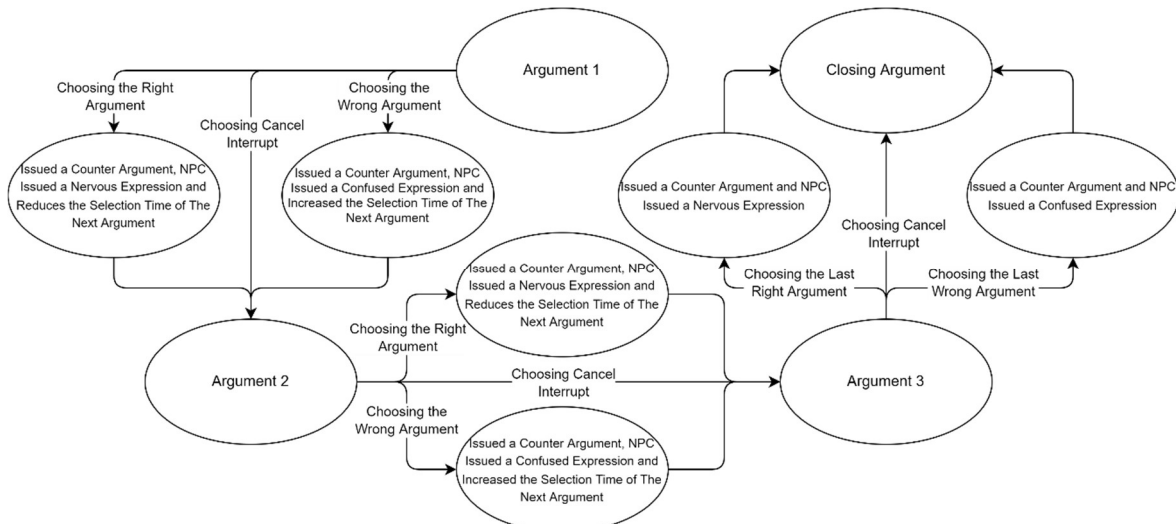 Argument 1
Closing Argument
Choosing the Right
Argument
Choosing Cancel
Interrupt
Choosing the
Wrong Argument
Issued a Counter Argument, NPC
Issued a Nervous Expression and
Reduces the Selection Time of The
Next Argument
Issued a Counter Argument, NPC
Issued a Confused Expression and
Increased the Selection Time of The
Next Argument
Issued a Counter Argument and NPC
Issued a Nervous Expression
Issued a Counter Argument and NPC
Issued a Confused Expression
Choosing Cancel
Interrupt
Choosing the Last
Right Argument
Choosing the Last
Wrong Argument
Issued a Counter Argument, NPC
Issued a Nervous Expression and
Reduces the Selection Time of The
Next Argument
Choosing the Right
Argument
Argument 2
Choosing Cancel
Interrupt
Argument 3
Choosing the
Wrong Argument
Issued a Counter Argument, NPC
Issued a Confused Expression and
Increased the Selection Time of The
Next Argument